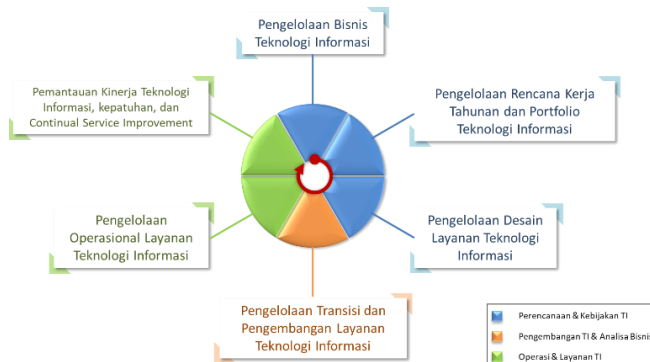 Pengelolaan Bisnis
Teknologi Informasi
Pengelolaan Rencana Kerja
Tahunan dan Portfolio
Teknologi Informasi
Pengelolaan Desain
Layanan Teknologi
Informasi
Pengelolaan Transisi dan
Pengembangan Layanan
Teknologi Informasi
Pengelolaan
Operasional Layanan
Teknologi Informasi
Pemantauan Kinerja Teknologi
Informasi, kepatuhan, dan
Continual Service Improvement
Perencanaan & Kebijakan TI
Pengembangan TI & Analisa Bisnis
Operasi & Layanan TI